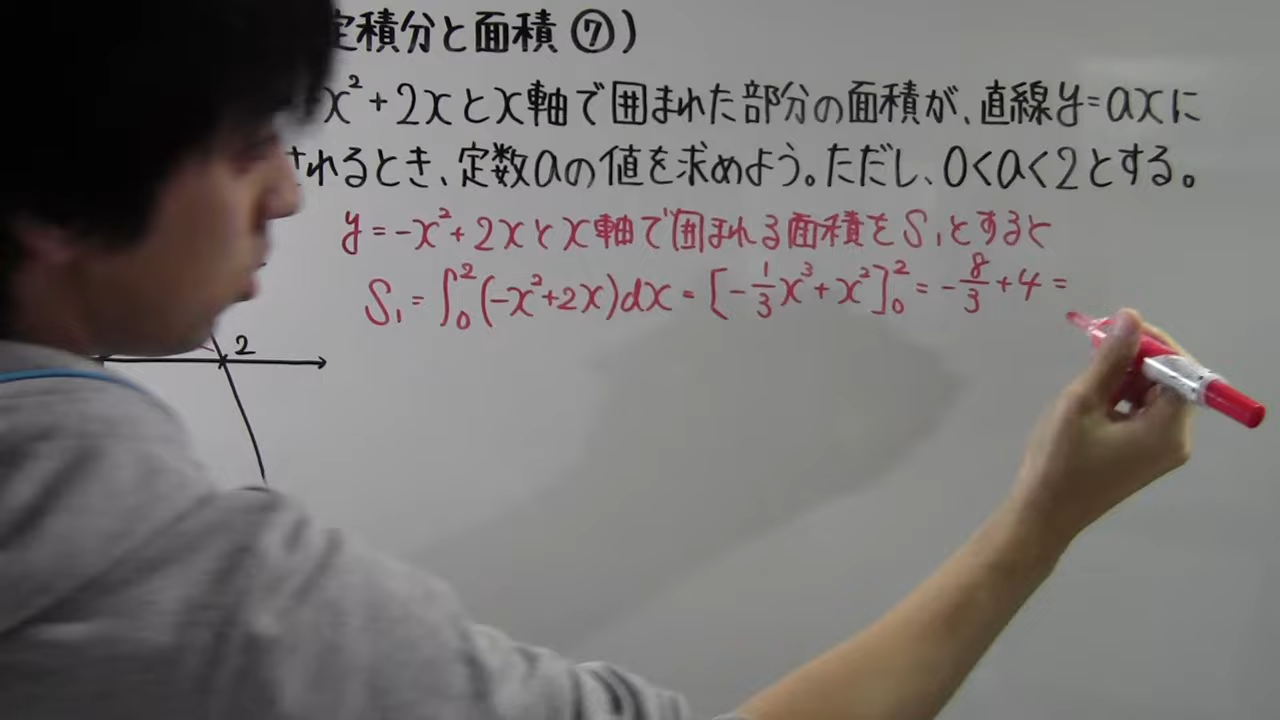 定積分と面積 ⑦)
x²+2xとx軸で囲まれた部分の面積が、直線y=axに
されるとき、定数aの値を求めよう。ただし、0<a<2とする。
y=-x²+2xとx軸で囲まれる面積をS₁とすると
S₁=∫₀²(-x²+2x)dx=[-1/3x³+x²]₀²=-8/3+4=
2